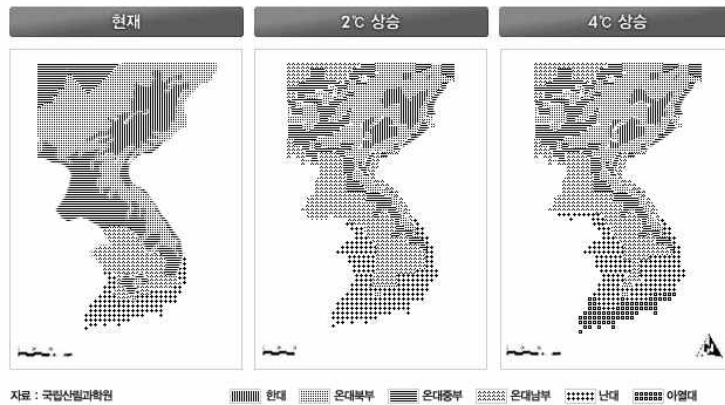 현재
2℃ 상승
4℃ 상승
자료 : 국립산림과학원
한대
온대북부
온대중부
온대남부
난대
아열대